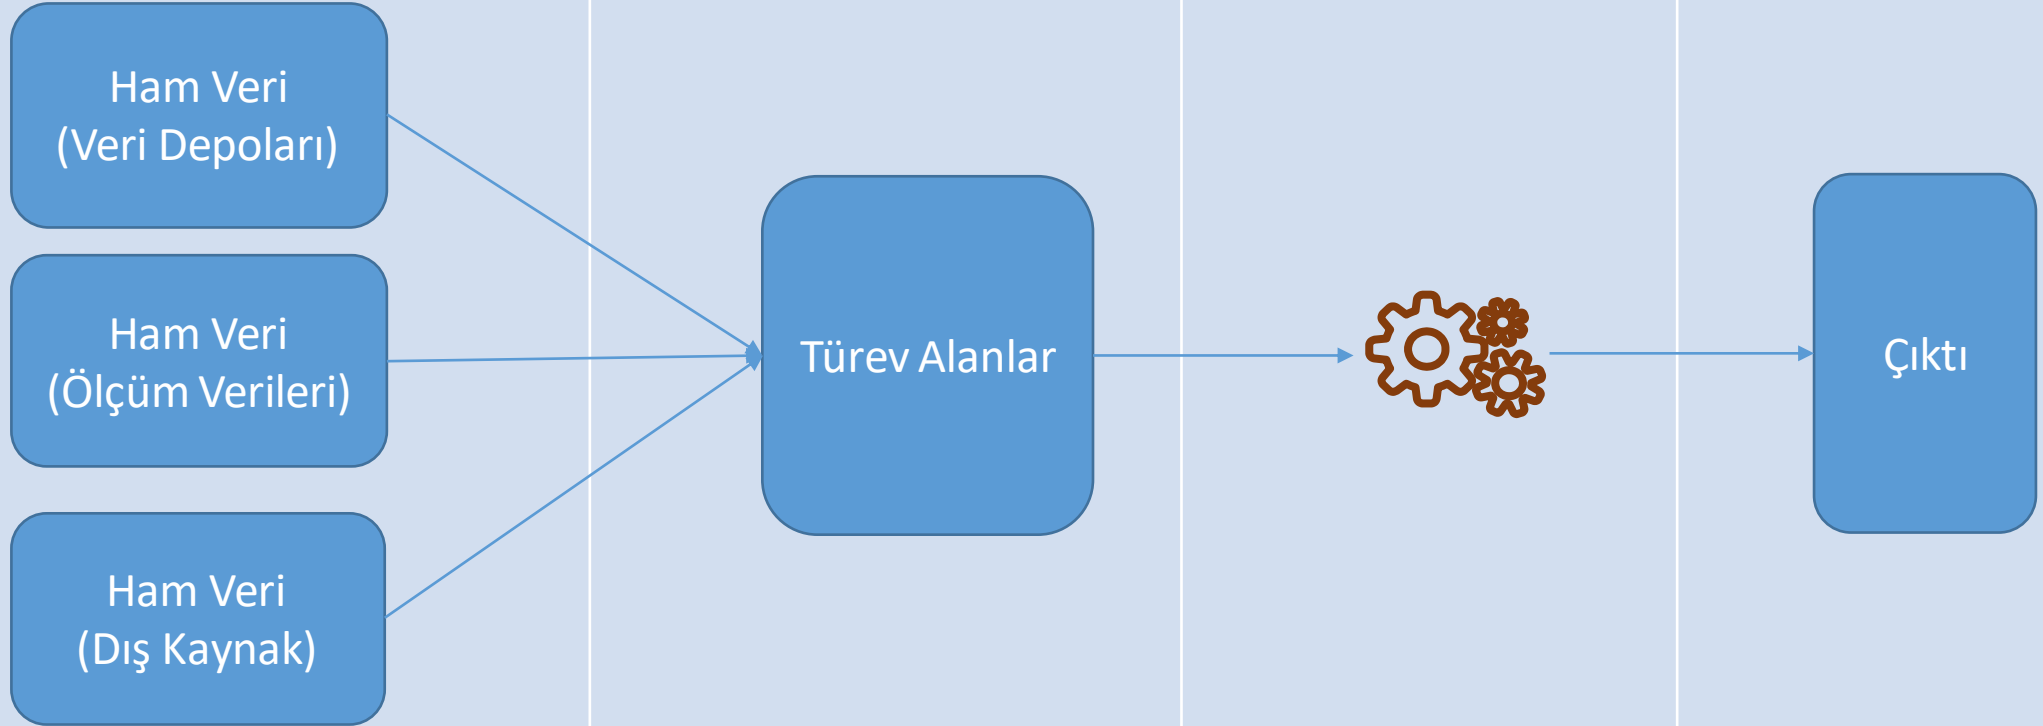 Ham Veri
(Veri Depoları)
Ham Veri
(Ölçüm Verileri)
Ham Veri
(Dış Kaynak)
Türev Alanlar
Çıktı